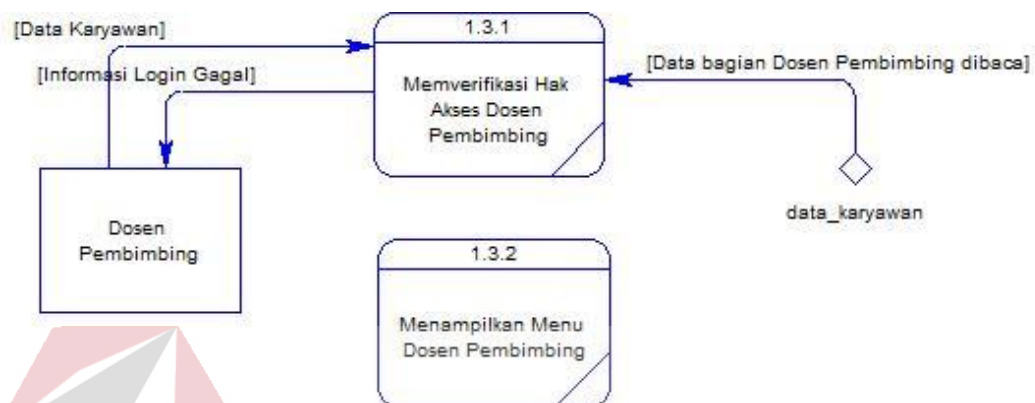 [Data Karyawan]
[Informasi Login Gagal]
1.3.1
Memverifikasi Hak
Akses Dosen
Pembimbing
[Data bagian Dosen Pembimbing dibaca]
data_karyawan
Dosen
Pembimbing
1.3.2
Menampilkan Menu
Dosen Pembimbing